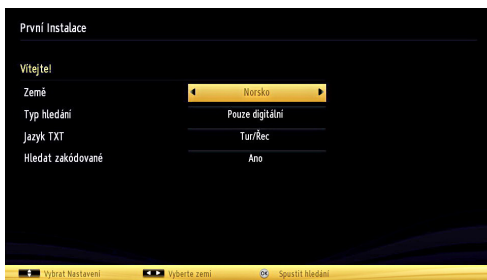 První Instalace
Vítejte!
Země Norsko
Typ hledání Pouze digitální
Jazyk TXT Tur/Řec
Hledat zakódované Ano
Vybrat Nastavení Vyberte zemi OK Spustit hledání